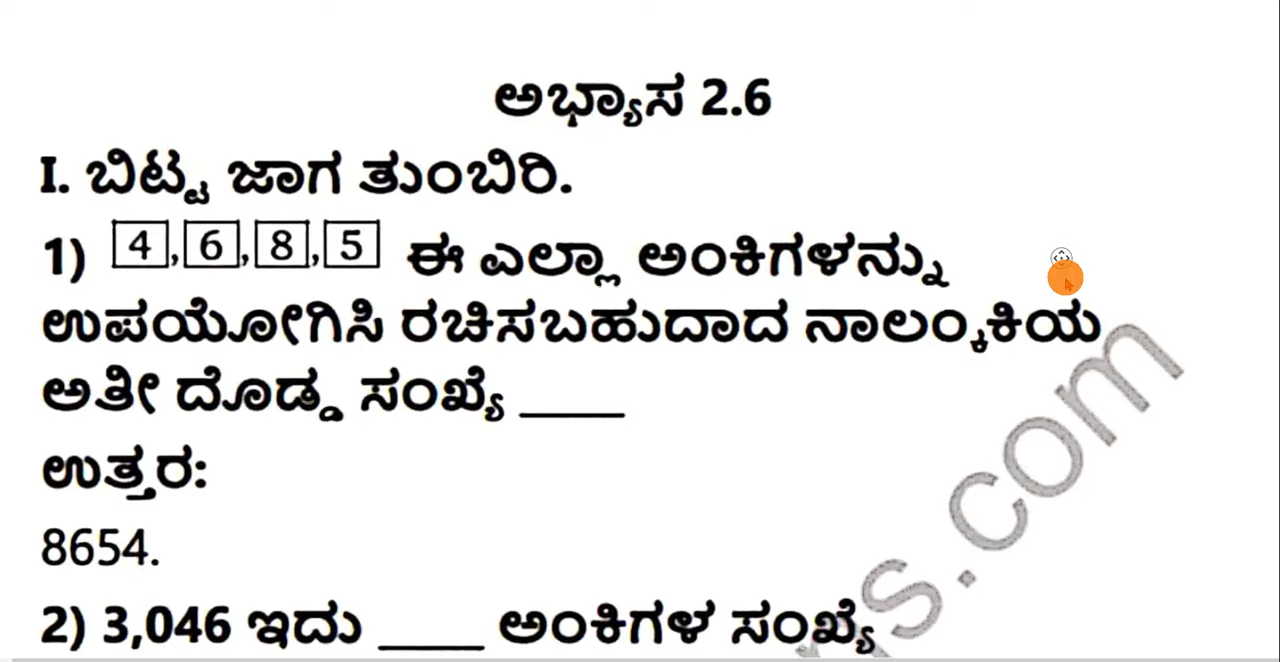 ಅಭ್ಯಾಸ 2.6
I. ಬಿಟ್ಟ ಜಾಗ ತುಂಬಿರಿ.
1) 4,6,8,5 ಈ ಎಲ್ಲಾ ಅಂಕಿಗಳನ್ನು
ಉಪಯೋಗಿಸಿ ರಚಿಸಬಹುದಾದ ನಾಲ್ಕಂಕಿಯ
ಅತೀ ದೊಡ್ಡ ಸಂಖ್ಯೆ ____
ಉತ್ತರ:
8654.
2) 3,046 ಇದು ____ ಅಂಕಿಗಳ ಸಂಖ್ಯೆ
s.com